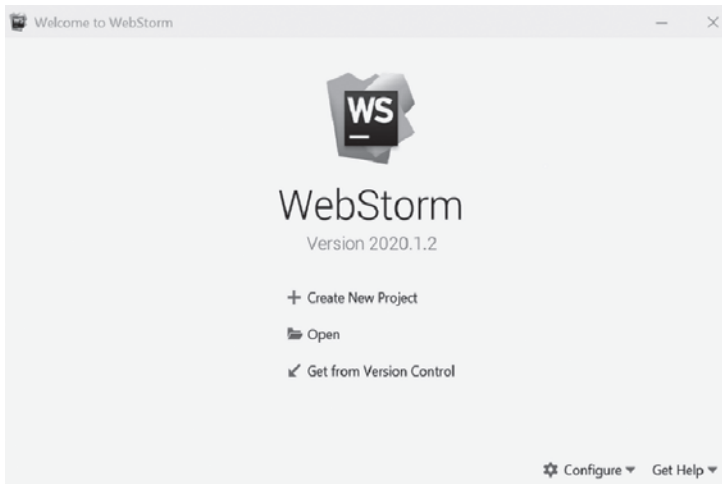 Welcome to WebStorm
WS
WebStorm
Version 2020.1.2
Create New Project
Open
Get from Version Control
Configure Get Help